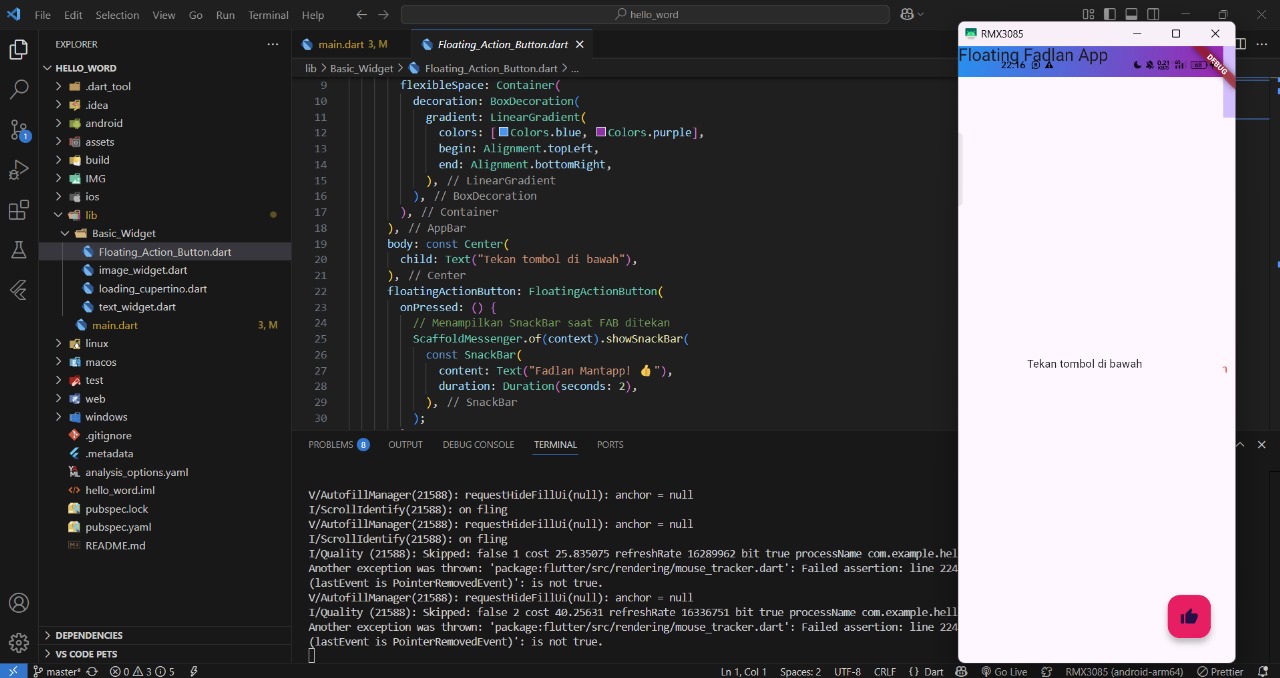 File Edit Selection View Go Run Terminal Help
hello_word
EXPLORER
HELLO_WORD
.dart_tool
.idea
android
assets
build
IMG
ios
lib
Basic_Widget
Floating_Action_Button.dart
image_widget.dart
loading_cupertino.dart
text_widget.dart
main.dart 3, M
linux
macos
test
web
windows
.gitignore
.metadata
analysis_options.yaml
hello_word.iml
pubspec.lock
pubspec.yaml
README.md
DEPENDENCIES
VS CODE PETS
main.dart 3, M
Floating_Action_Button.dart
lib > Basic_Widget > Floating_Action_Button.dart > ...
9 flexibleSpace: Container(
10 decoration: BoxDecoration(
11 gradient: LinearGradient(
12 colors: [Colors.blue, Colors.purple],
13 begin: Alignment.topLeft,
14 end: Alignment.bottomRight,
15 ), // LinearGradient
16 ), // BoxDecoration
17 ), // Container
18 ), // AppBar
19 body: const Center(
20 child: Text("Tekan tombol di bawah"),
21 ), // Center
22 floatingActionButton: FloatingActionButton(
23 onPressed: () {
24 // Menampilkan SnackBar saat FAB ditekan
25 ScaffoldMessenger.of(context).showSnackBar(
26 const SnackBar(
27 content: Text("Fadlan Mantapp! 👍"),
28 duration: Duration(seconds: 2),
29 ), // SnackBar
30 );
PROBLEMS 8 OUTPUT DEBUG CONSOLE TERMINAL PORTS
V/AutofillManager(21588): requestHideFillUi(null): anchor = null
I/ScrollIdentify(21588): on fling
V/AutofillManager(21588): requestHideFillUi(null): anchor = null
I/ScrollIdentify(21588): on fling
I/Quality (21588): Skipped: false 1 cost 25.835075 refreshRate 16289962 bit true processName com.example.hel
Another exception was thrown: 'package:flutter/src/rendering/mouse_tracker.dart': Failed assertion: line 224
(lastEvent is PointerRemovedEvent)': is not true.
V/AutofillManager(21588): requestHideFillUi(null): anchor = null
I/Quality (21588): Skipped: false 2 cost 40.25631 refreshRate 16336751 bit true processName com.example.hell
Another exception was thrown: 'package:flutter/src/rendering/mouse_tracker.dart': Failed assertion: line 224
(lastEvent is PointerRemovedEvent)': is not true.
RMX3085
Floating Fadlan App
22:16
DEBUG
Tekan tombol di bawah
1
master* 0 3 5
Ln 1, Col 1 Spaces: 2 UTF-8 CRLF {} Dart Go Live RMX3085 (android-arm64) Prettier